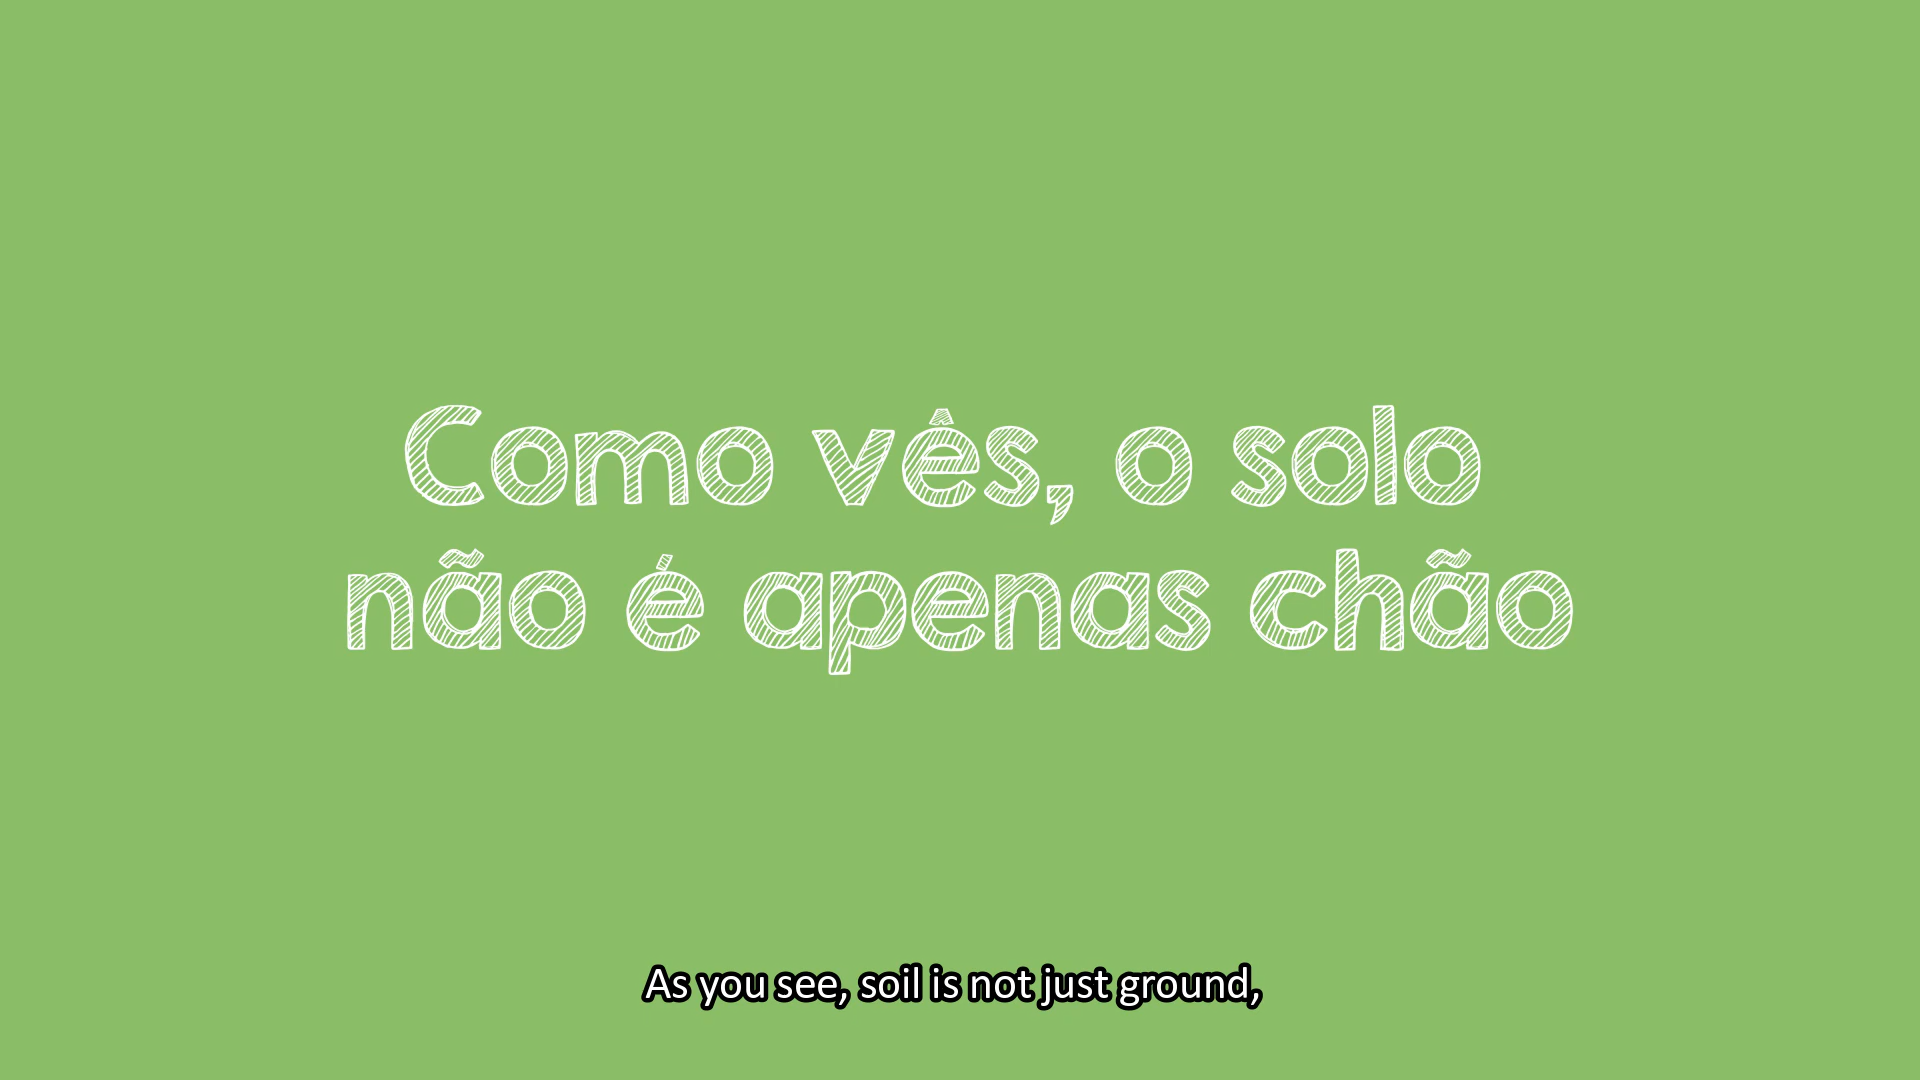 Como vês, o solo
não é apenas chão
As you see, soil is not just ground,